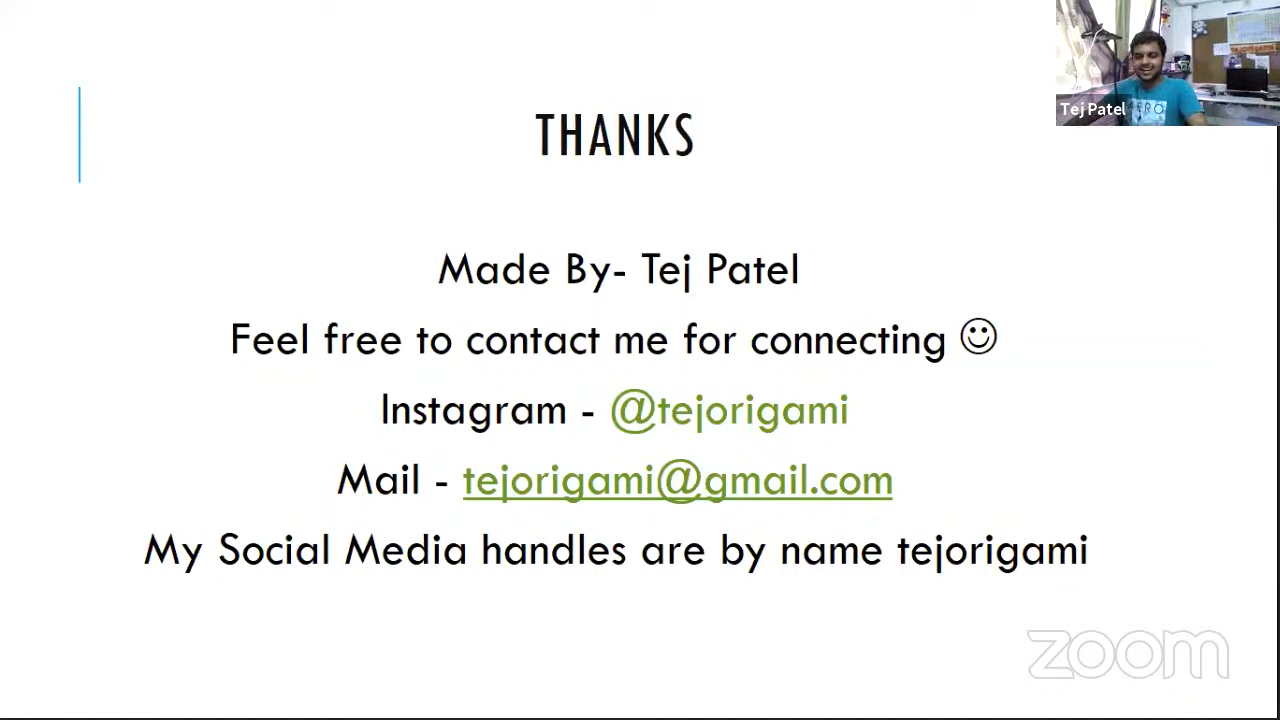 THANKS
Made By- Tej Patel
Feel free to contact me for connecting ☺
Instagram - @tejorigami
Mail - tejorigami@gmail.com
My Social Media handles are by name tejorigami
Tej Patel
zoom